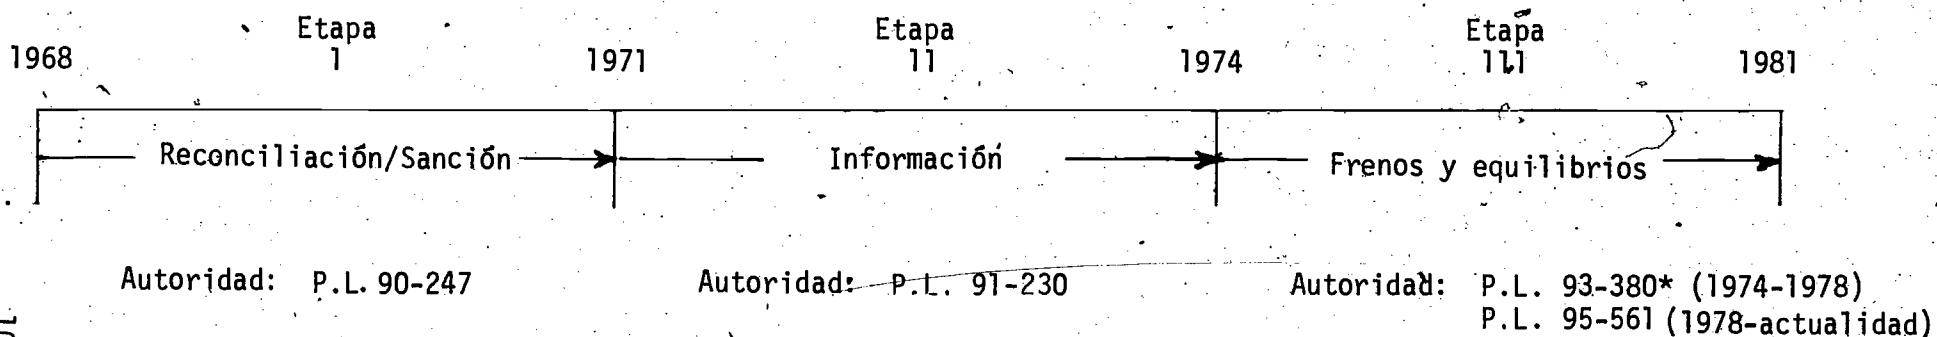 Etapa Etapa Etapa
1968 1 1971 11 1974 111 1981
Reconciliación/Sanción Información Frenos y equilibrios
Autoridad: P.L. 90-247 Autoridad: P.L. 91-230 Autoridad: P.L. 93-380* (1974-1978)
P.L. 95-561 (1978-actualidad)